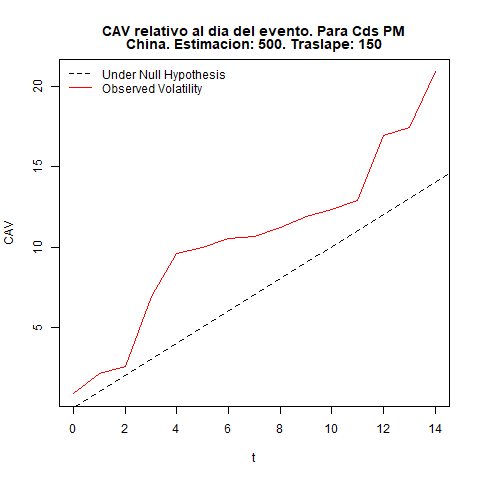 CAV relativo al dia del evento. Para Cds PM
China. Estimacion: 500. Traslape: 150
Under Null Hypothesis
Observed Volatility
CAV
20
15
10
5
0 2 4 6 8 10 12 14
t